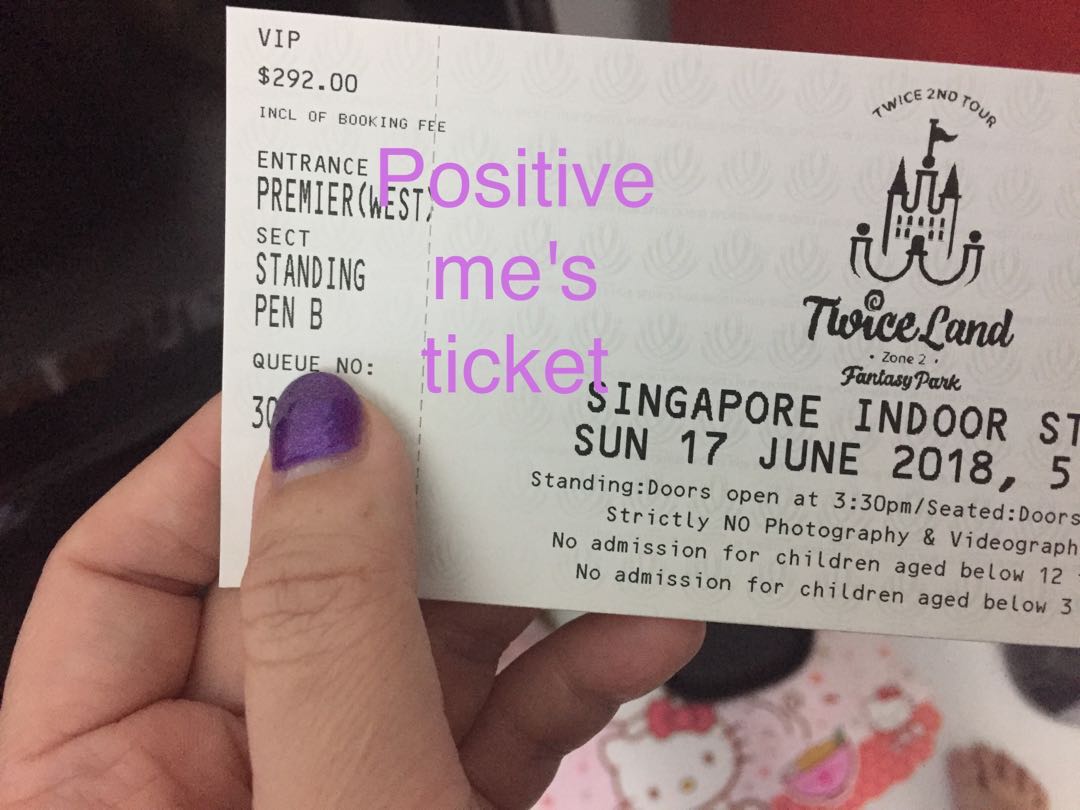 VIP
$292.00
INCL OF BOOKING FEE
ENTRANCE
PREMIER(WEST)
SECT
STANDING
PEN B
QUEUE NO:
30
Positive
me's
ticket
TWICE 2ND TOUR
TwiceLand
• Zone 2 •
Fantasy Park
SINGAPORE INDOOR ST
SUN 17 JUNE 2018, 5
Standing:Doors open at 3:30pm/Seated:Doors
Strictly NO Photography & Videograph
No admission for children aged below 12
No admission for children aged below 3